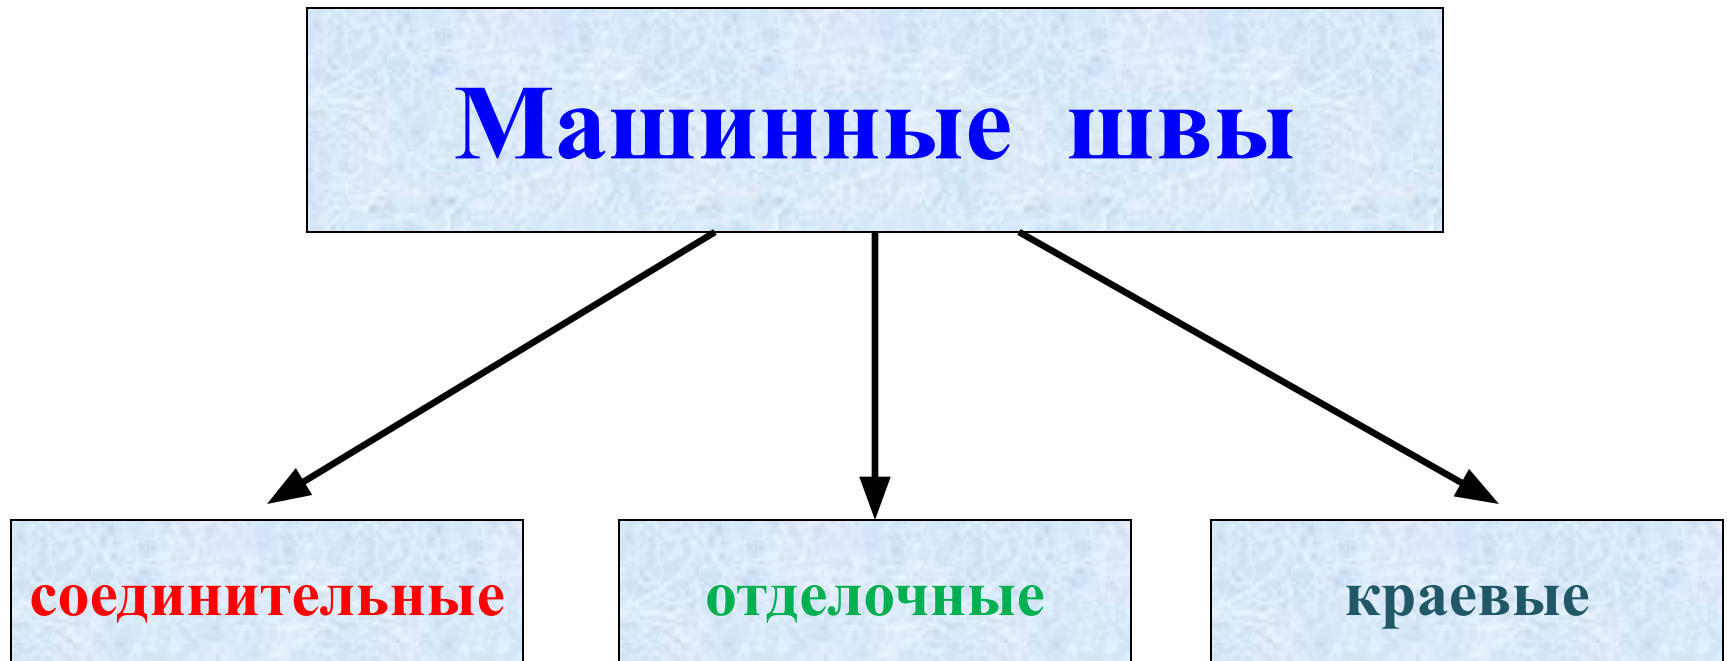 Машинные швы
соединительные
отделочные
краевые